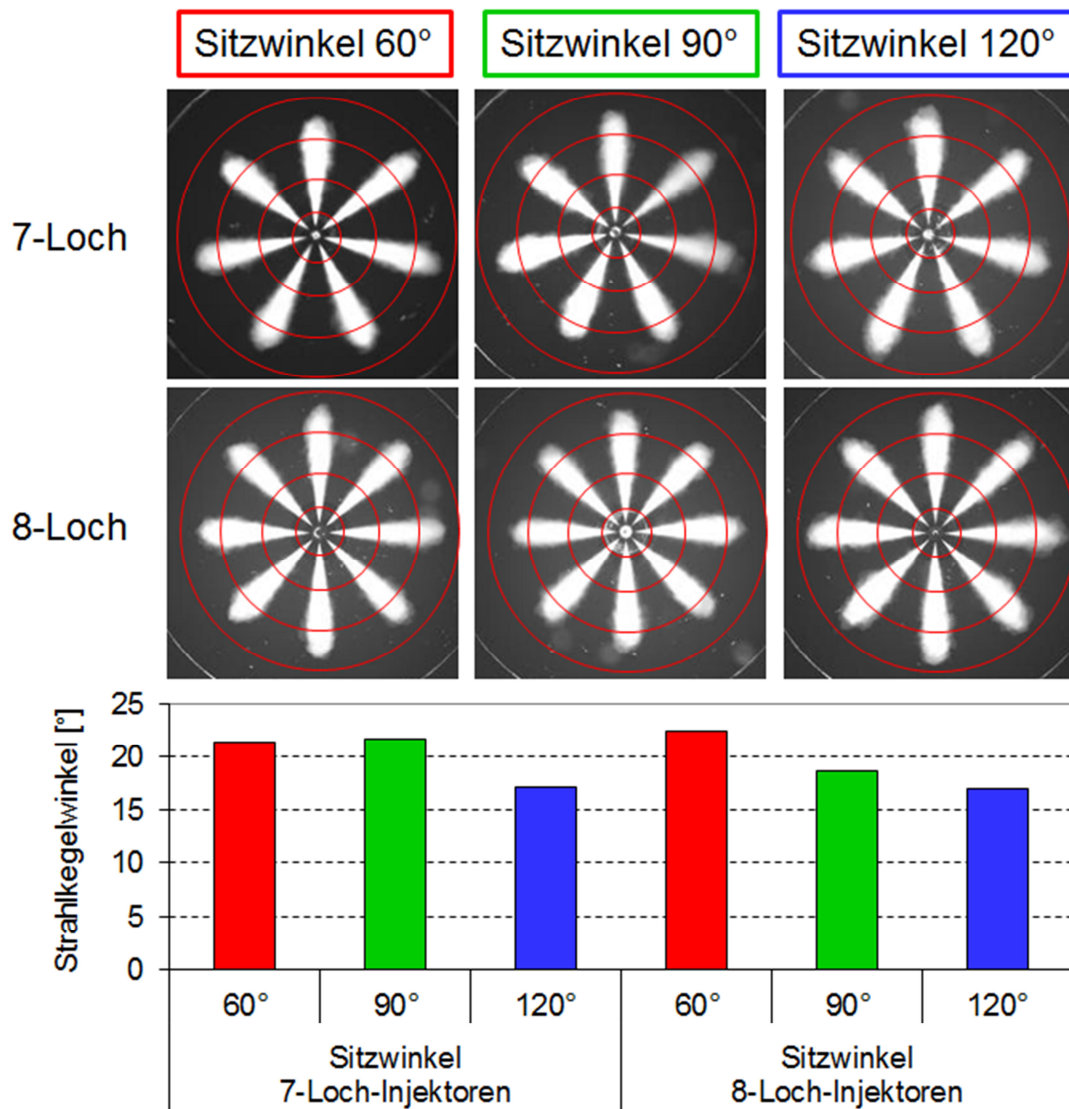 Sitzwinkel 60°
Sitzwinkel 90°
Sitzwinkel 120°
7-Loch
8-Loch
Strahlkegelwinkel [°]
25
20
15
10
5
0
60°
90°
120°
60°
90°
120°
Sitzwinkel
7-Loch-Injektoren
Sitzwinkel
8-Loch-Injektoren